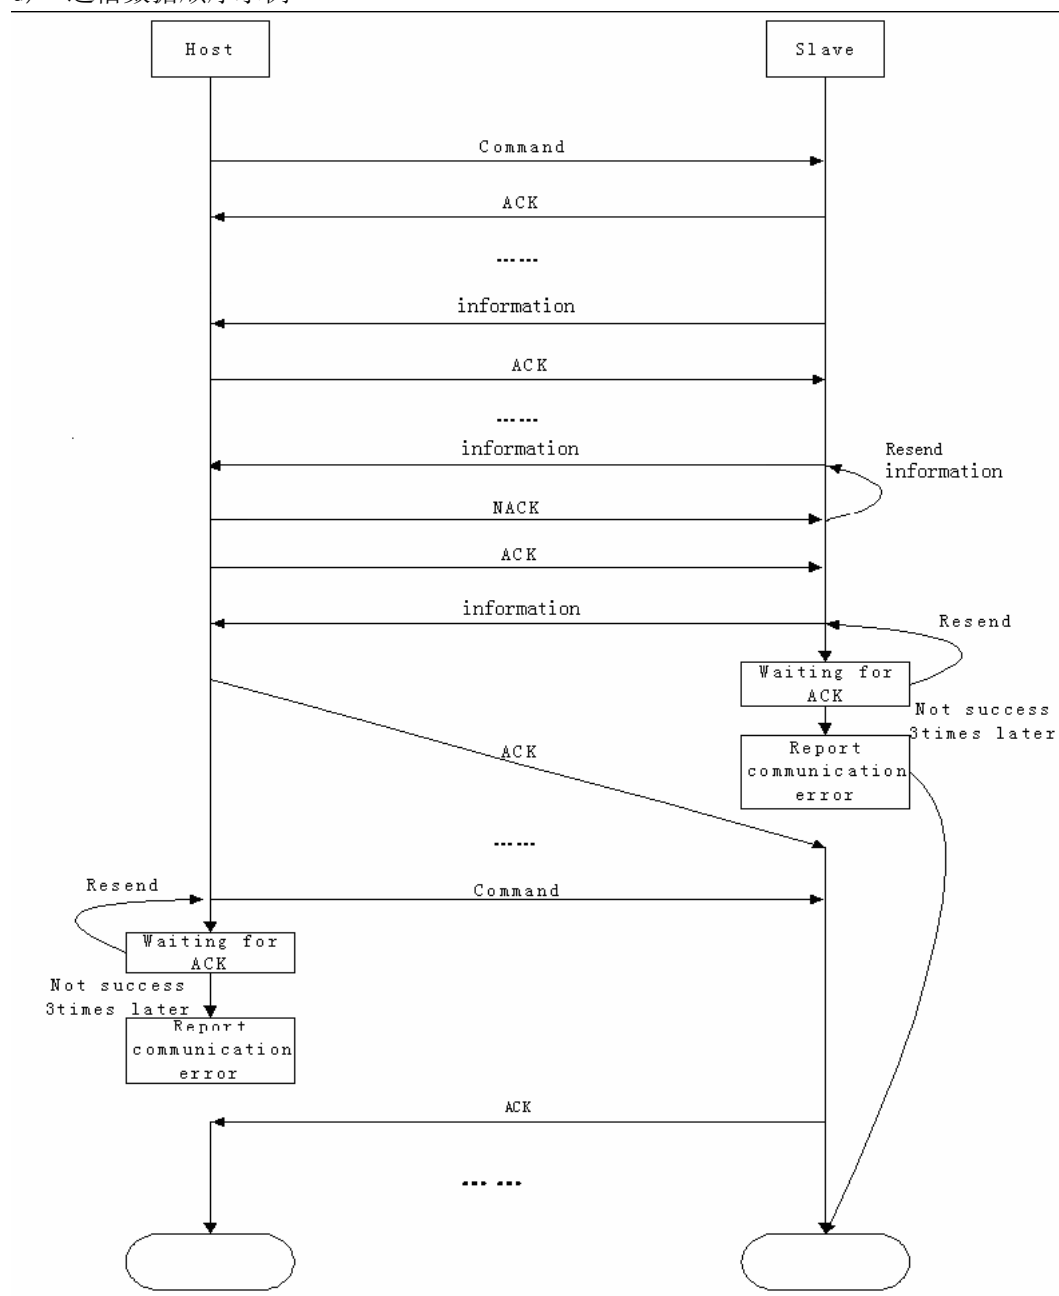 Host
Slave
Command
ACK
……
information
ACK
……
information
Resend
information
NACK
ACK
information
Resend
Waiting for
ACK
Not success
3times later
Report
communication
error
ACK
……
Resend
Command
Waiting for
ACK
Not success
3times later
Report
communication
error
ACK
……